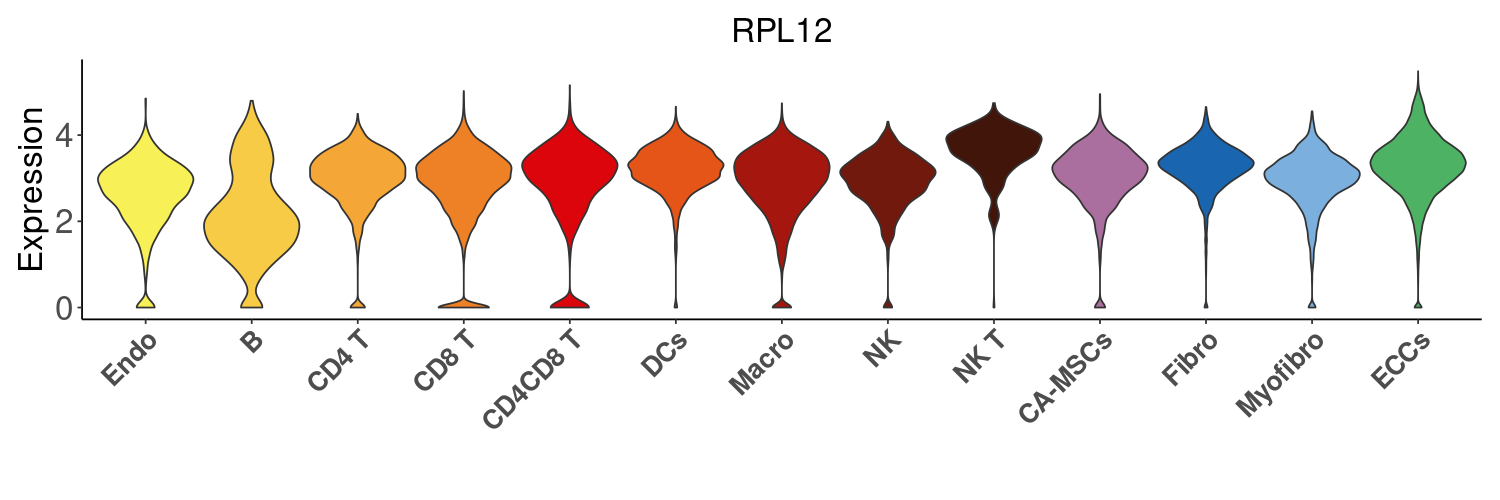 RPL12
Expression
4
2
0
Endo
B
CD4 T
CD8 T
CD4CD8 T
DCs
Macro
NK
NK T
CA-MSCs
Fibro
Myofibro
ECCs